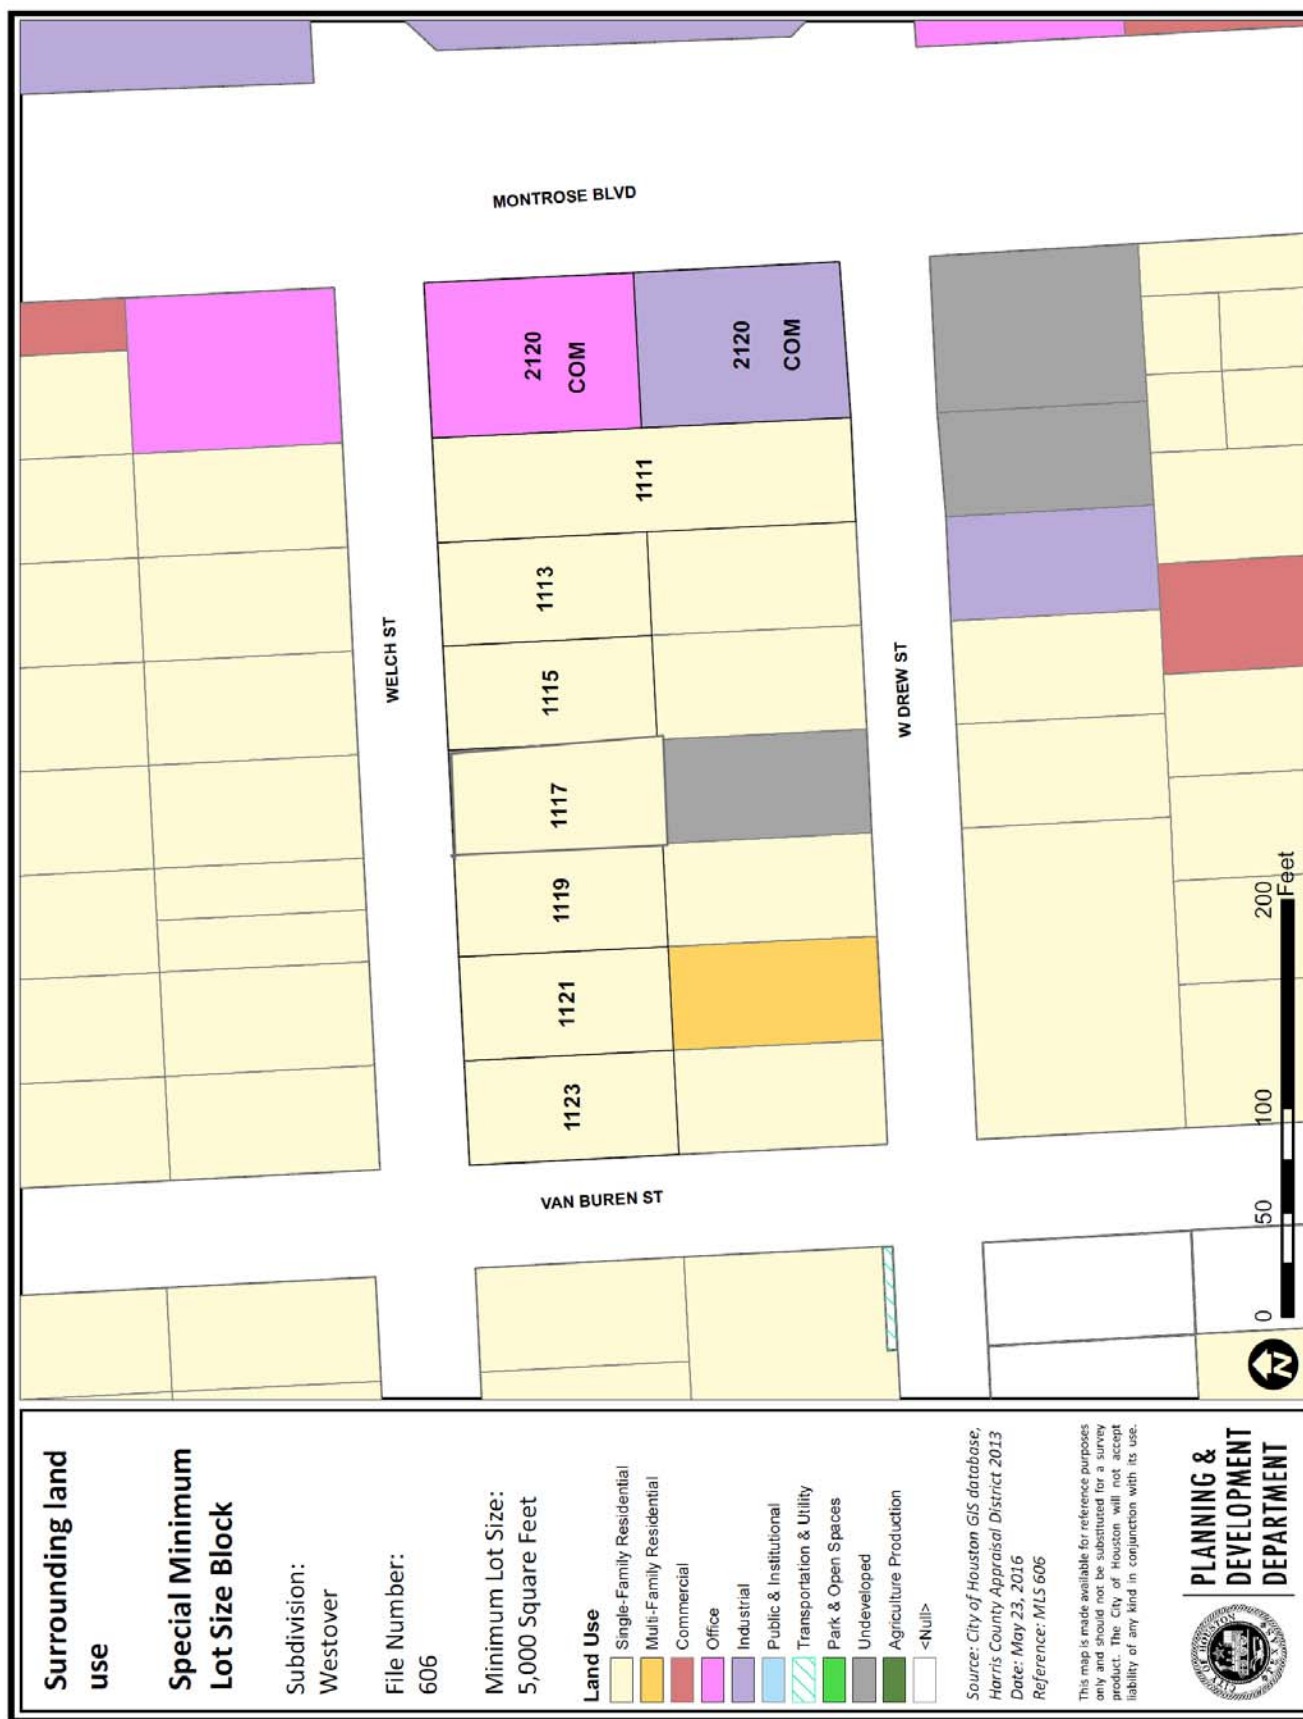 Surrounding land
use
Special Minimum
Lot Size Block
Subdivision:
Westover
File Number:
606
Minimum Lot Size:
5,000 Square Feet
Land Use
Single-Family Residential
Multi-Family Residential
Commercial
Office
Industrial
Public & Institutional
Transportation & Utility
Park & Open Spaces
Undeveloped
Agriculture Production
<Null>
Source: City of Houston GIS database,
Harris County Appraisal District 2013
Date: May 23, 2016
Reference: MLS 606
This map is made available for reference purposes
only and should not be substituted for a survey
product. The City of Houston will not accept
liability of any kind in conjunction with its use.
CITY OF HOUSTON
TEXAS
PLANNING &
DEVELOPMENT
DEPARTMENT
VAN BUREN ST
WELCH ST
W DREW ST
MONTROSE BLVD
1123
1121
1119
1117
1115
1113
1111
2120
COM
2120
COM
N
0 50 100 200
Feet